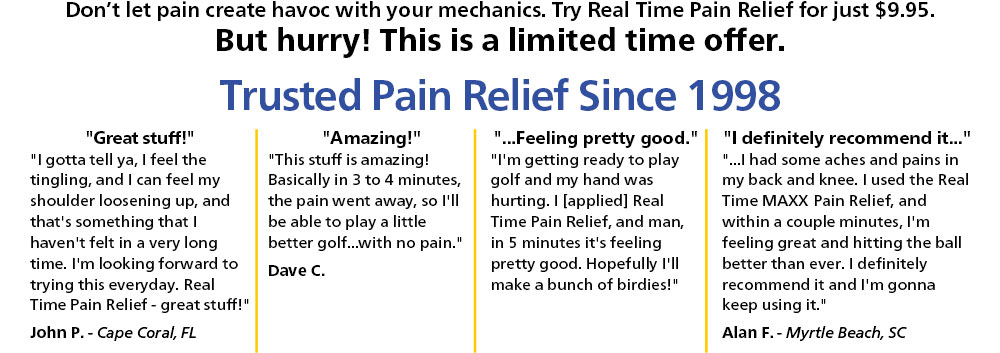 Don't let pain create havoc with your mechanics. Try Real Time Pain Relief for just $9.95.
But hurry! This is a limited time offer.
Trusted Pain Relief Since 1998
"Great stuff!"
"I gotta tell ya, I feel the
tingling, and I can feel my
shoulder loosening up, and
that's something that I
haven't felt in a very long
time. I'm looking forward to
trying this everyday. Real
Time Pain Relief - great stuff!"
John P. - Cape Coral, FL
"Amazing!"
"This stuff is amazing!
Basically in 3 to 4 minutes,
the pain went away, so I'll
be able to play a little
better golf...with no pain."
Dave C.
"...Feeling pretty good."
"I'm getting ready to play
golf and my hand was
hurting. I [applied] Real
Time Pain Relief, and man,
in 5 minutes it's feeling
pretty good. Hopefully I'll
make a bunch of birdies!"
"I definitely recommend it..."
"...I had some aches and pains in
my back and knee. I used the Real
Time MAXX Pain Relief, and
within a couple minutes, I'm
feeling great and hitting the ball
better than ever. I definitely
recommend it and I'm gonna
keep using it."
Alan F. - Myrtle Beach, SC